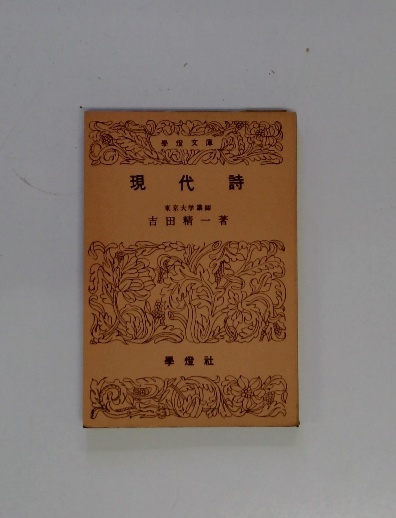 學燈文庫
現代詩
東京大学講師
吉田精一著
學燈社